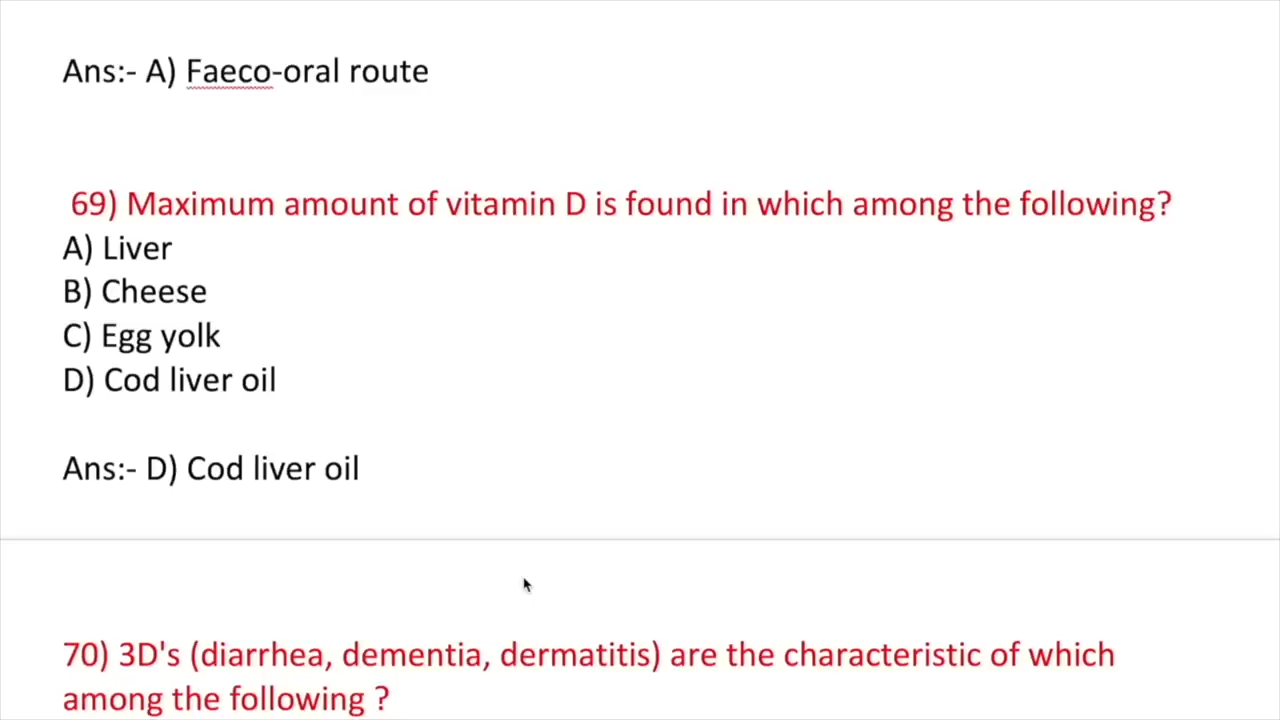 Ans:- A) Faeco-oral route
69) Maximum amount of vitamin D is found in which among the following?
A) Liver
B) Cheese
C) Egg yolk
D) Cod liver oil
Ans:- D) Cod liver oil
70) 3D's (diarrhea, dementia, dermatitis) are the characteristic of which
among the following ?